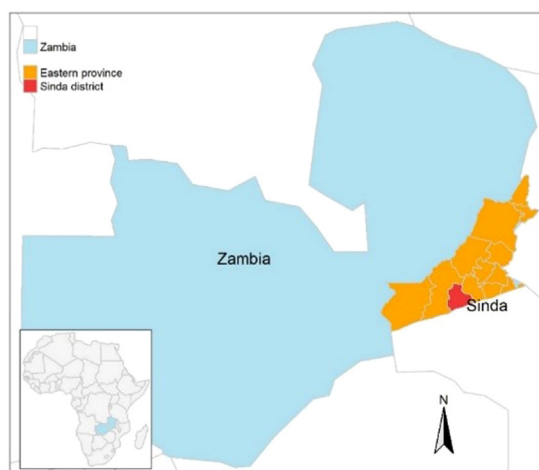 Zambia
Eastern province
Sinda district
Zambia
Sinda
N